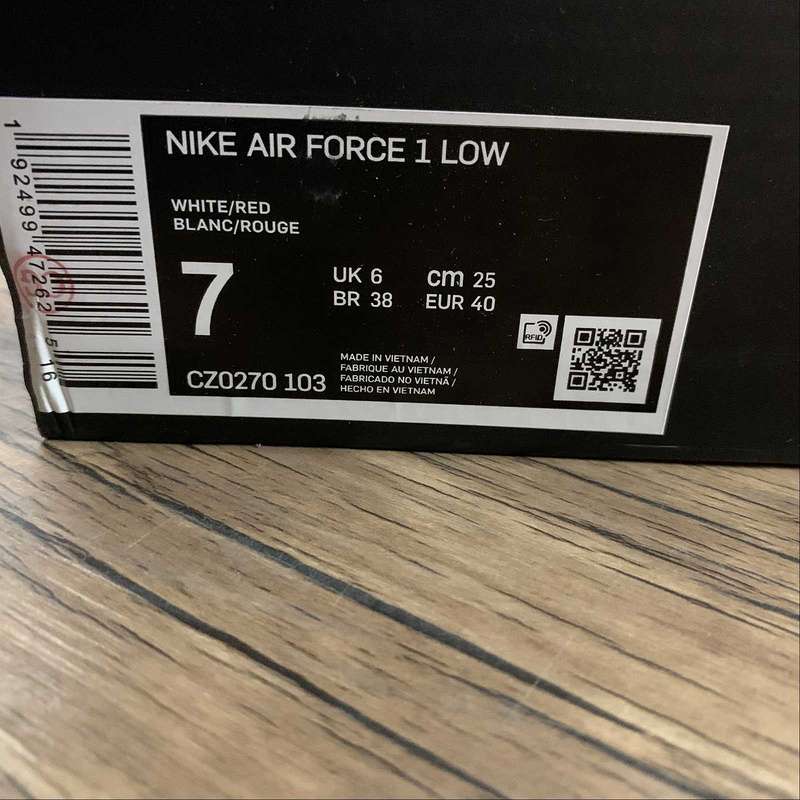 NIKE AIR FORCE 1 LOW
WHITE/RED
BLANC/ROUGE
7
UK 6 cm 25
BR 38 EUR 40
RFID
CZ0270 103
MADE IN VIETNAM /
FABRIQUE AU VIETNAM /
FABRICADO NO VIETNÃ /
HECHO EN VIETNAM
1 92499 47262 5 16